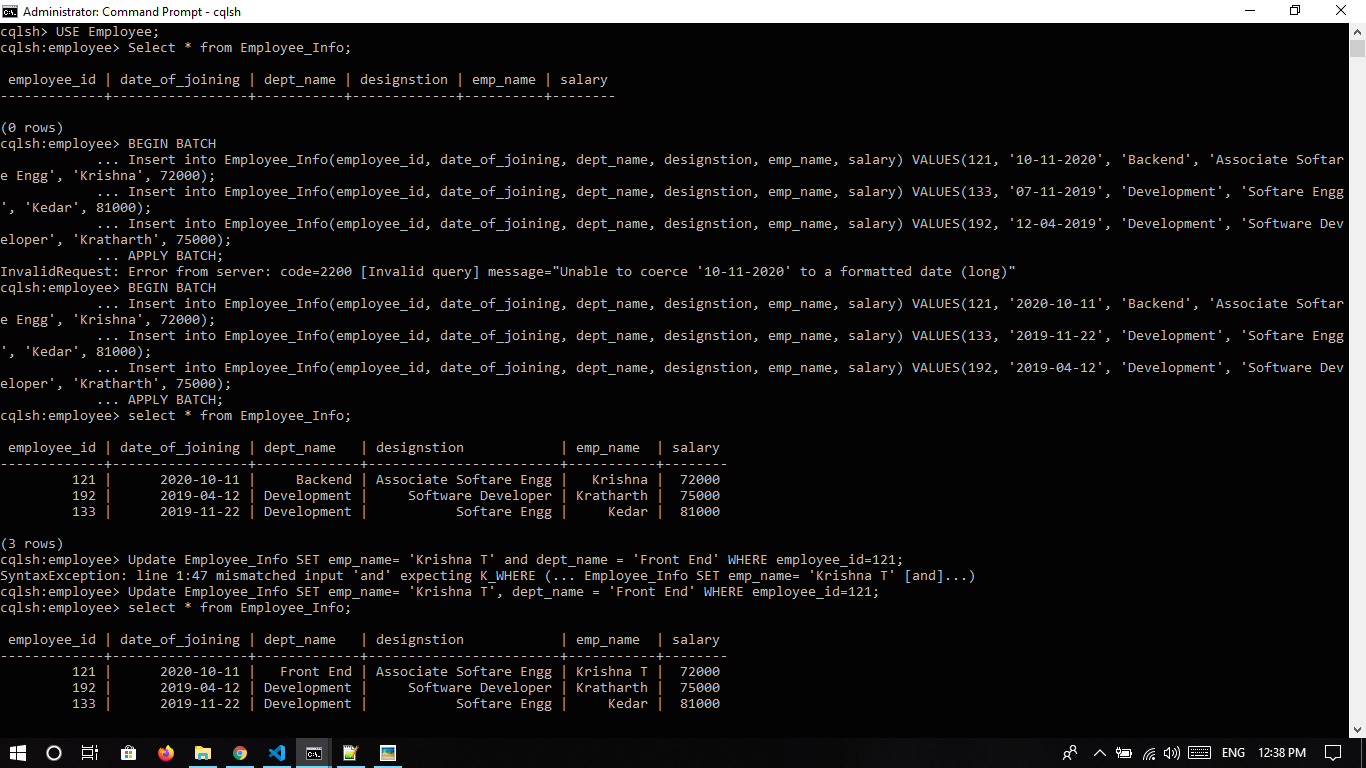 Administrator: Command Prompt - cqlsh
cqlsh> USE Employee;
cqlsh:employee> Select * from Employee_Info;
 employee_id | date_of_joining | dept_name | designstion | emp_name | salary
-------------+-----------------+-----------+-------------+----------+--------
(0 rows)
cqlsh:employee> BEGIN BATCH
            ... Insert into Employee_Info(employee_id, date_of_joining, dept_name, designstion, emp_name, salary) VALUES(121, '10-11-2020', 'Backend', 'Associate Softar
e Engg', 'Krishna', 72000);
            ... Insert into Employee_Info(employee_id, date_of_joining, dept_name, designstion, emp_name, salary) VALUES(133, '07-11-2019', 'Development', 'Softare Engg
', 'Kedar', 81000);
            ... Insert into Employee_Info(employee_id, date_of_joining, dept_name, designstion, emp_name, salary) VALUES(192, '12-04-2019', 'Development', 'Software Dev
eloper', 'Kratharth', 75000);
            ... APPLY BATCH;
InvalidRequest: Error from server: code=2200 [Invalid query] message="Unable to coerce '10-11-2020' to a formatted date (long)"
cqlsh:employee> BEGIN BATCH
            ... Insert into Employee_Info(employee_id, date_of_joining, dept_name, designstion, emp_name, salary) VALUES(121, '2020-10-11', 'Backend', 'Associate Softar
e Engg', 'Krishna', 72000);
            ... Insert into Employee_Info(employee_id, date_of_joining, dept_name, designstion, emp_name, salary) VALUES(133, '2019-11-22', 'Development', 'Softare Engg
', 'Kedar', 81000);
            ... Insert into Employee_Info(employee_id, date_of_joining, dept_name, designstion, emp_name, salary) VALUES(192, '2019-04-12', 'Development', 'Software Dev
eloper', 'Kratharth', 75000);
            ... APPLY BATCH;
cqlsh:employee> select * from Employee_Info;
 employee_id | date_of_joining | dept_name   | designstion            | emp_name  | salary
-------------+-----------------+-------------+------------------------+-----------+--------
         121 |      2020-10-11 |     Backend | Associate Softare Engg |   Krishna |  72000
         192 |      2019-04-12 | Development |     Software Developer | Kratharth |  75000
         133 |      2019-11-22 | Development |           Softare Engg |     Kedar |  81000
(3 rows)
cqlsh:employee> Update Employee_Info SET emp_name= 'Krishna T' and dept_name = 'Front End' WHERE employee_id=121;
SyntaxException: line 1:47 mismatched input 'and' expecting K_WHERE (... Employee_Info SET emp_name= 'Krishna T' [and]...)
cqlsh:employee> Update Employee_Info SET emp_name= 'Krishna T', dept_name = 'Front End' WHERE employee_id=121;
cqlsh:employee> select * from Employee_Info;
 employee_id | date_of_joining | dept_name   | designstion            | emp_name  | salary
-------------+-----------------+-------------+------------------------+-----------+--------
         121 |      2020-10-11 |   Front End | Associate Softare Engg | Krishna T |  72000
         192 |      2019-04-12 | Development |     Software Developer | Kratharth |  75000
         133 |      2019-11-22 | Development |           Softare Engg |     Kedar |  81000
ENG 12:38 PM